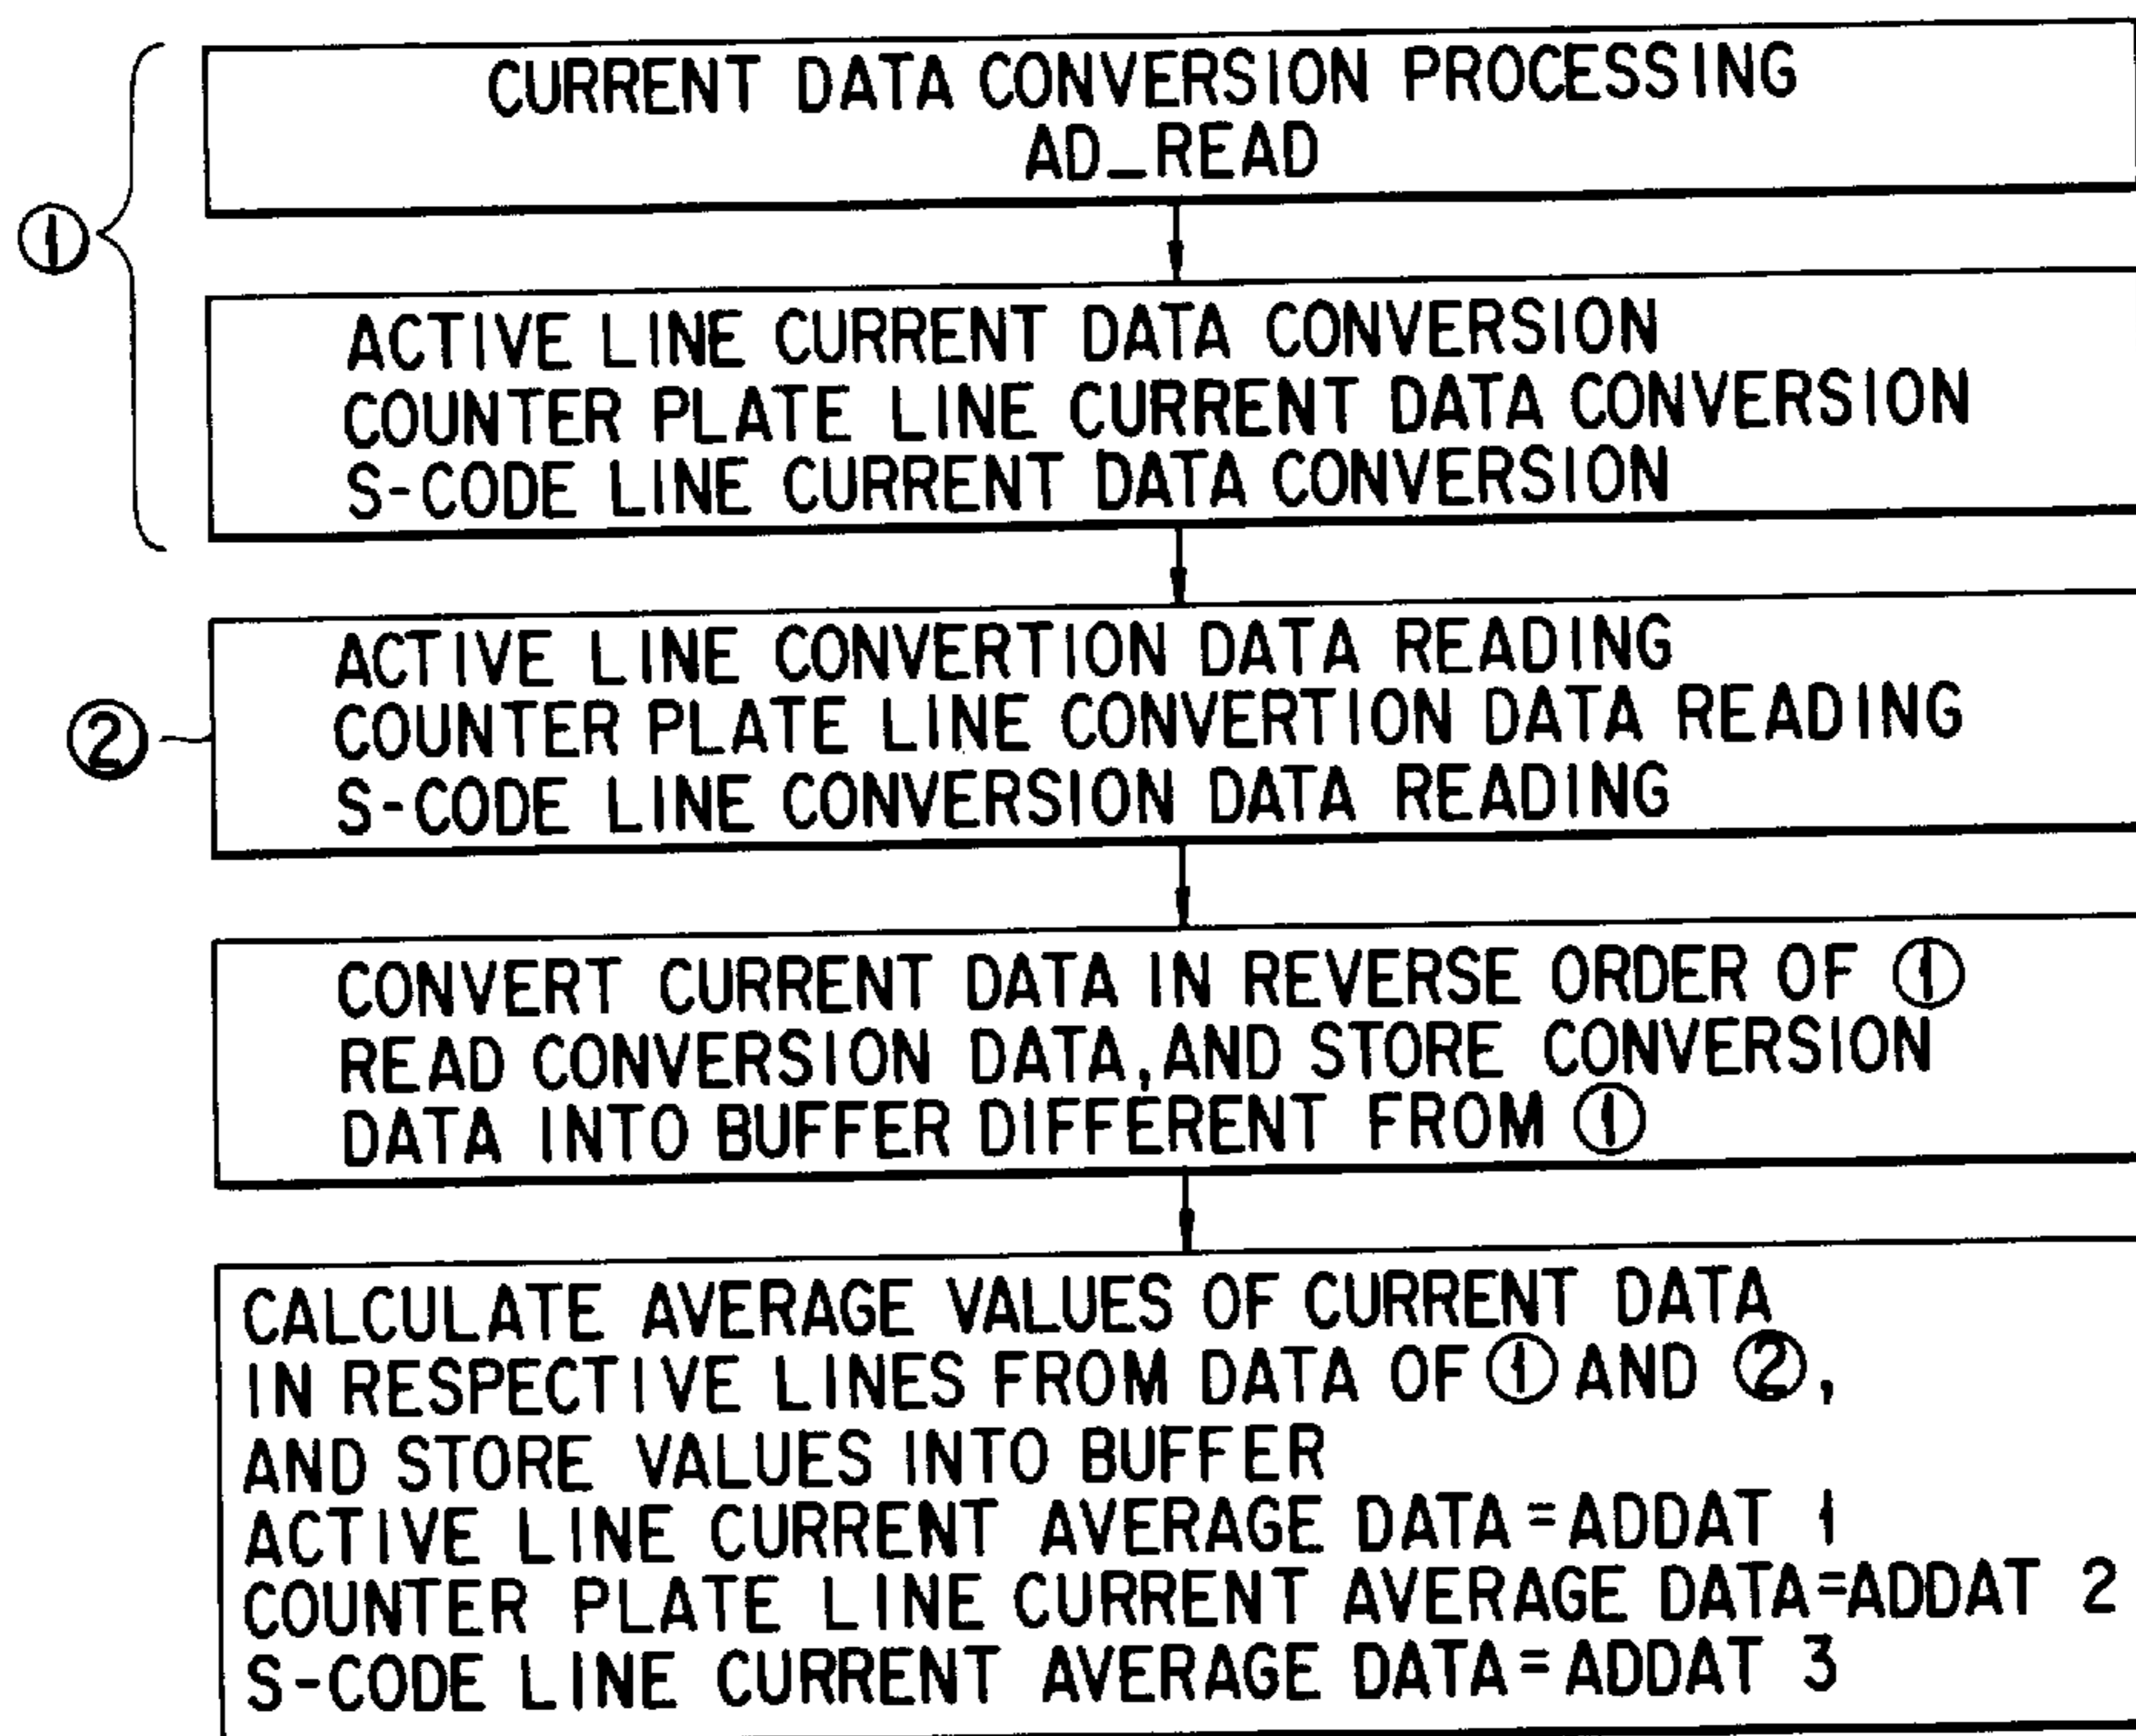 CURRENT DATA CONVERSION PROCESSING
AD_READ
①
ACTIVE LINE CURRENT DATA CONVERSION
COUNTER PLATE LINE CURRENT DATA CONVERSION
S-CODE LINE CURRENT DATA CONVERSION
②
ACTIVE LINE CONVERTION DATA READING
COUNTER PLATE LINE CONVERTION DATA READING
S-CODE LINE CONVERSION DATA READING
CONVERT CURRENT DATA IN REVERSE ORDER OF ①
READ CONVERSION DATA, AND STORE CONVERSION
DATA INTO BUFFER DIFFERENT FROM ①
CALCULATE AVERAGE VALUES OF CURRENT DATA
IN RESPECTIVE LINES FROM DATA OF ① AND ②,
AND STORE VALUES INTO BUFFER
ACTIVE LINE CURRENT AVERAGE DATA=ADDAT 1
COUNTER PLATE LINE CURRENT AVERAGE DATA=ADDAT 2
S-CODE LINE CURRENT AVERAGE DATA=ADDAT 3